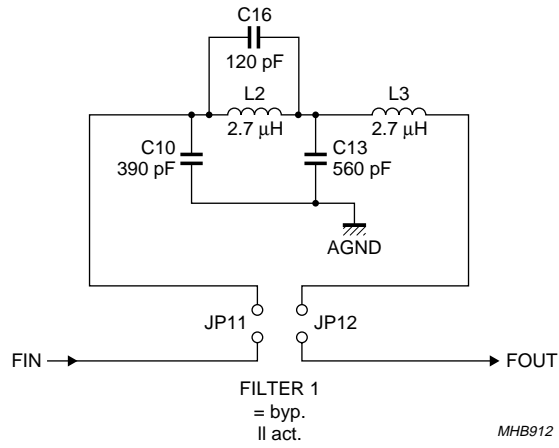 C16
120 pF
L2
2.7 μH
L3
2.7 μH
C10
390 pF
C13
560 pF
AGND
JP11
JP12
FIN
FOUT
FILTER 1
= byp.
II act.
MHB912